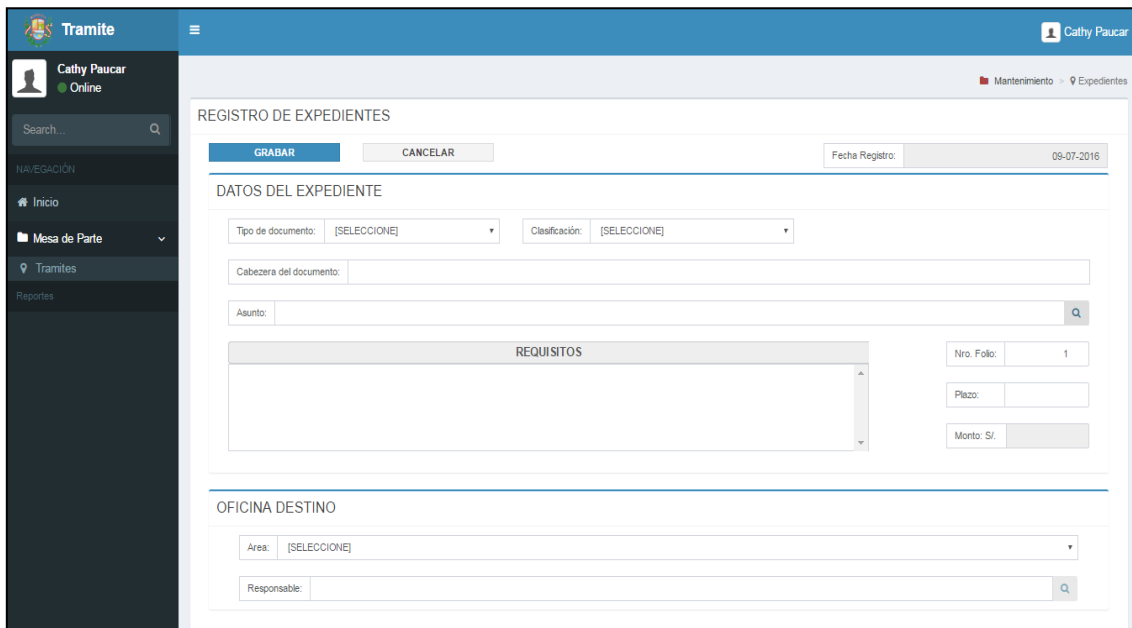 Tramite
Cathy Paucar
Cathy Paucar
Online
Mantenimiento > Expedientes
Search...
REGISTRO DE EXPEDIENTES
GRABAR CANCELAR Fecha Registro: 09-07-2016
NAVEGACIÓN
DATOS DEL EXPEDIENTE
Inicio
Tipo de documento: [SELECCIONE] Clasificación: [SELECCIONE]
Mesa de Parte
Tramites
Cabezera del documento:
Reportes
Asunto:
REQUISITOS
Nro. Folio: 1
Plazo:
Monto: S/.
OFICINA DESTINO
Area: [SELECCIONE]
Responsable: